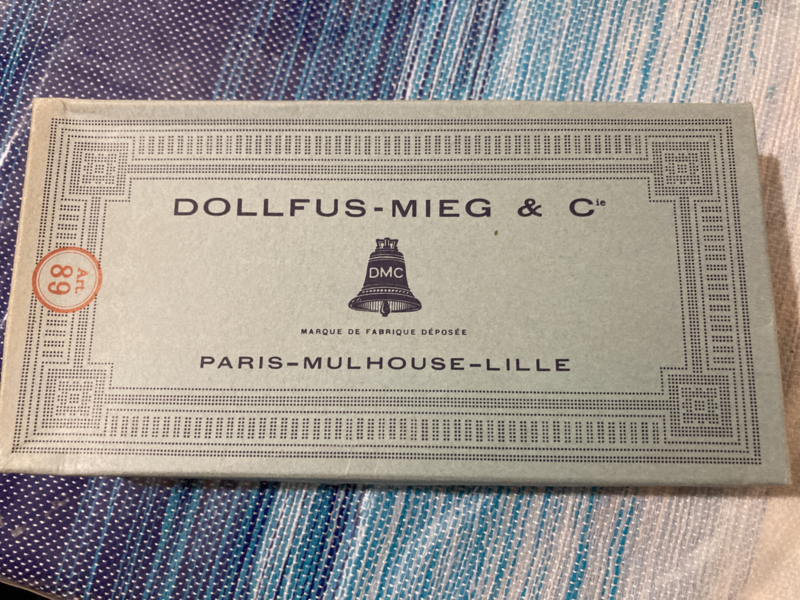 DOLLFUS-MIEG & Cie
DMC
MARQUE DE FABRIQUE DÉPOSÉE
PARIS-MULHOUSE-LILLE
Art.
89